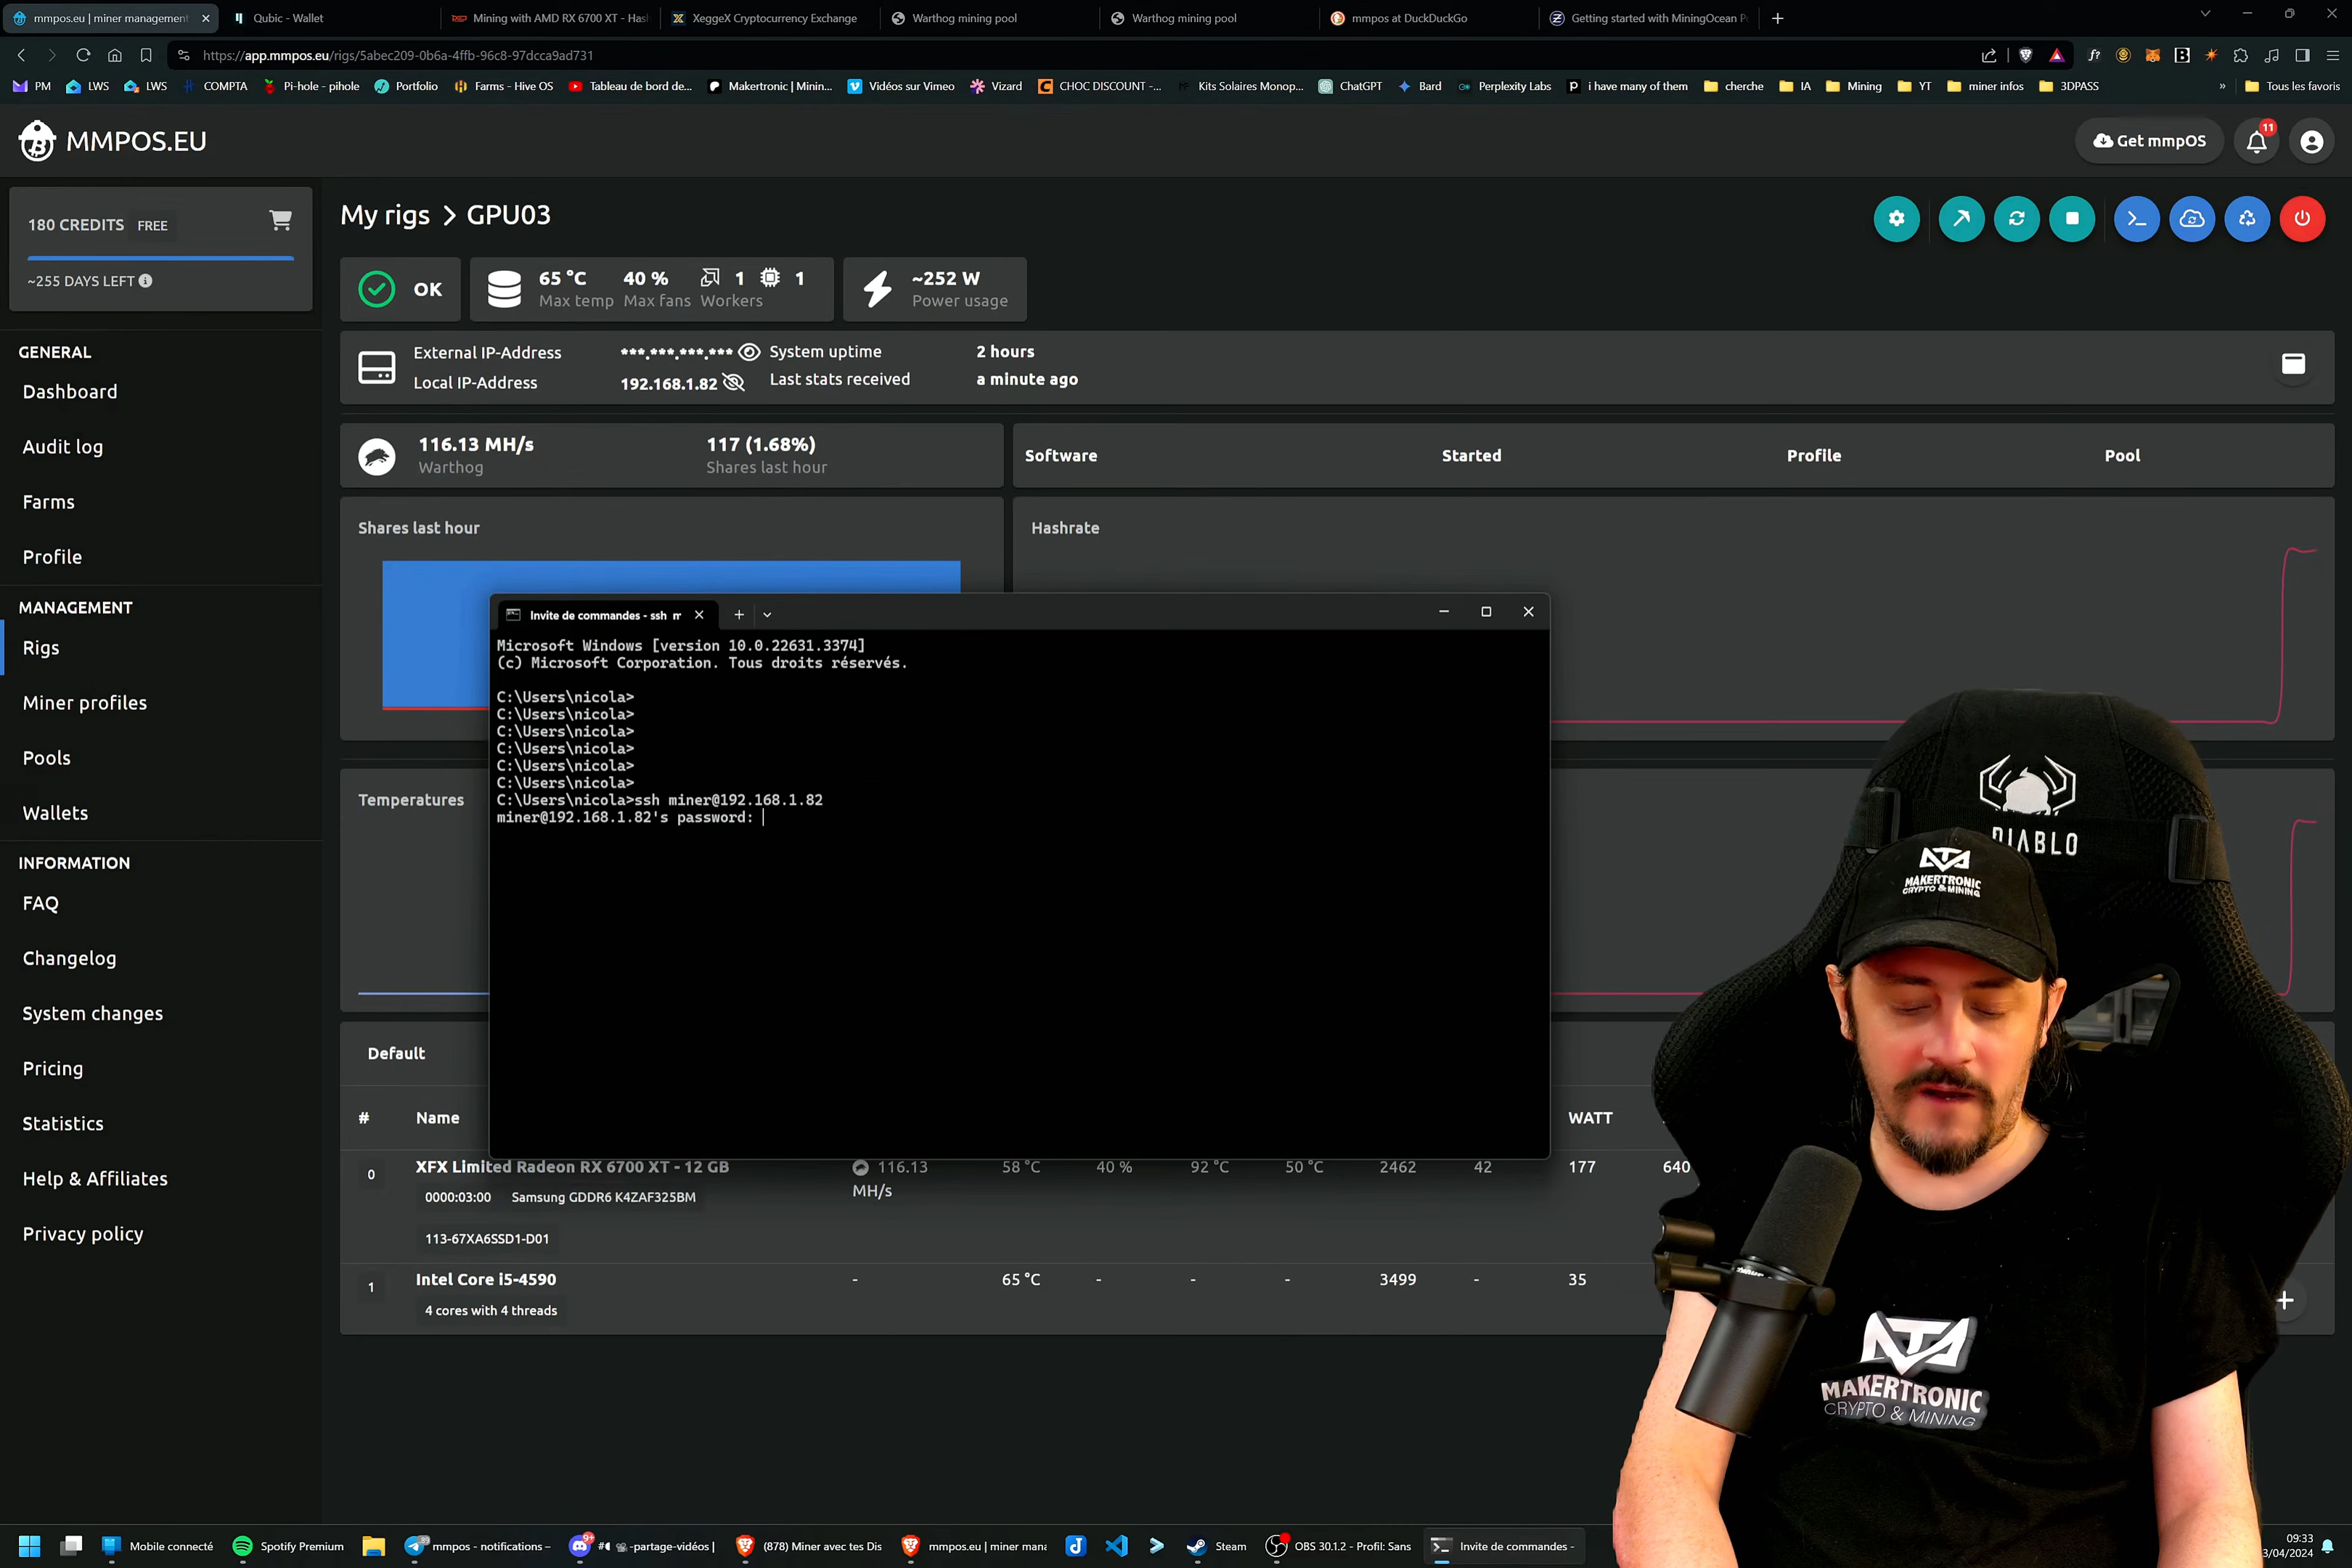 mmpos.eu | miner management
Qubic - Wallet
Mining with AMD RX 6700 XT - Hash
XeggeX Cryptocurrency Exchange
Warthog mining pool
Warthog mining pool
mmpos at DuckDuckGo
Getting started with MiningOcean P
https://app.mmpos.eu/rigs/5abec209-0b6a-4ffb-96c8-97dcca9ad731
PM
LWS
LWS
COMPTA
Pi-hole - pihole
Portfolio
Farms - Hive OS
Tableau de bord de...
Makertronic | Minin...
Vidéos sur Vimeo
Vizard
CHOC DISCOUNT -...
Kits Solaires Monop...
ChatGPT
Bard
Perplexity Labs
i have many of them
cherche
IA
Mining
YT
miner infos
3DPASS
Tous les favoris
MMPOS.EU
Get mmpOS
11
180 CREDITS FREE
~255 DAYS LEFT
GENERAL
Dashboard
Audit log
Farms
Profile
MANAGEMENT
Rigs
Miner profiles
Pools
Wallets
INFORMATION
FAQ
Changelog
System changes
Pricing
Statistics
Help & Affiliates
Privacy policy
My rigs > GPU03
OK
65 °C 40 % 1 1
Max temp Max fans Workers
~252 W
Power usage
External IP-Address ***.***.***.*** System uptime 2 hours
Local IP-Address 192.168.1.82 Last stats received a minute ago
116.13 MH/s 117 (1.68%)
Warthog Shares last hour
Software Started Profile Pool
Shares last hour
Hashrate
Invite de commandes - ssh m
Microsoft Windows [version 10.0.22631.3374]
(c) Microsoft Corporation. Tous droits réservés.
C:\Users\nicola>
C:\Users\nicola>
C:\Users\nicola>
C:\Users\nicola>
C:\Users\nicola>
C:\Users\nicola>
C:\Users\nicola>ssh miner@192.168.1.82
miner@192.168.1.82's password:
Temperatures
Default
# Name WATT
0 XFX Limited Radeon RX 6700 XT - 12 GB 116.13 58 °C 40 % 92 °C 50 °C 2462 42 177 640
MH/s
0000:03:00 Samsung GDDR6 K4ZAF325BM
113-67XA6SSD1-D01
1 Intel Core i5-4590 - 65 °C - - - 3499 - 35
4 cores with 4 threads
DIABLO
MAKERTRONIC
CRYPTO & MINING
MAKERTRONIC
CRYPTO & MINING
Mobile connecté
Spotify Premium
mmpos - notifications –
-partage-vidéos |
(878) Miner avec tes Dis
mmpos.eu | miner mana
Steam
OBS 30.1.2 - Profil: Sans
Invite de commandes -
09:33
3/04/2024